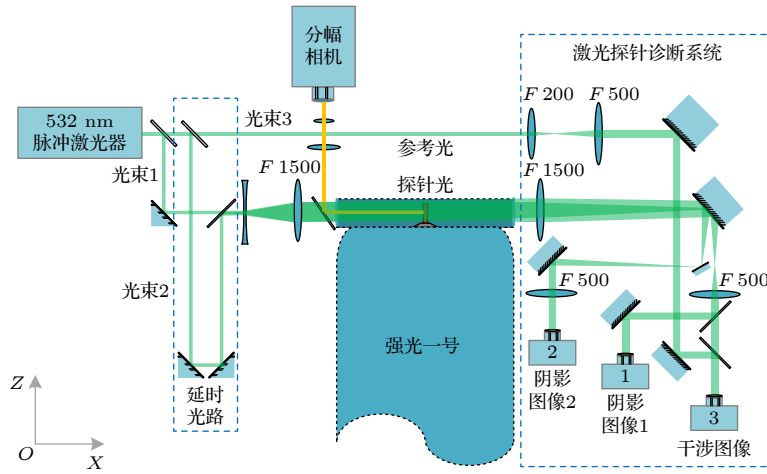 分幅
相机
激光探针诊断系统
532 nm
脉冲激光器
光束3
F 200
F 500
光束1
F 1500
参考光
探针光
F 1500
光束2
F 500
F 500
强光一号
2
1
3
延时
光路
阴影
图像2
阴影
图像1
干涉图像
Z
O
X